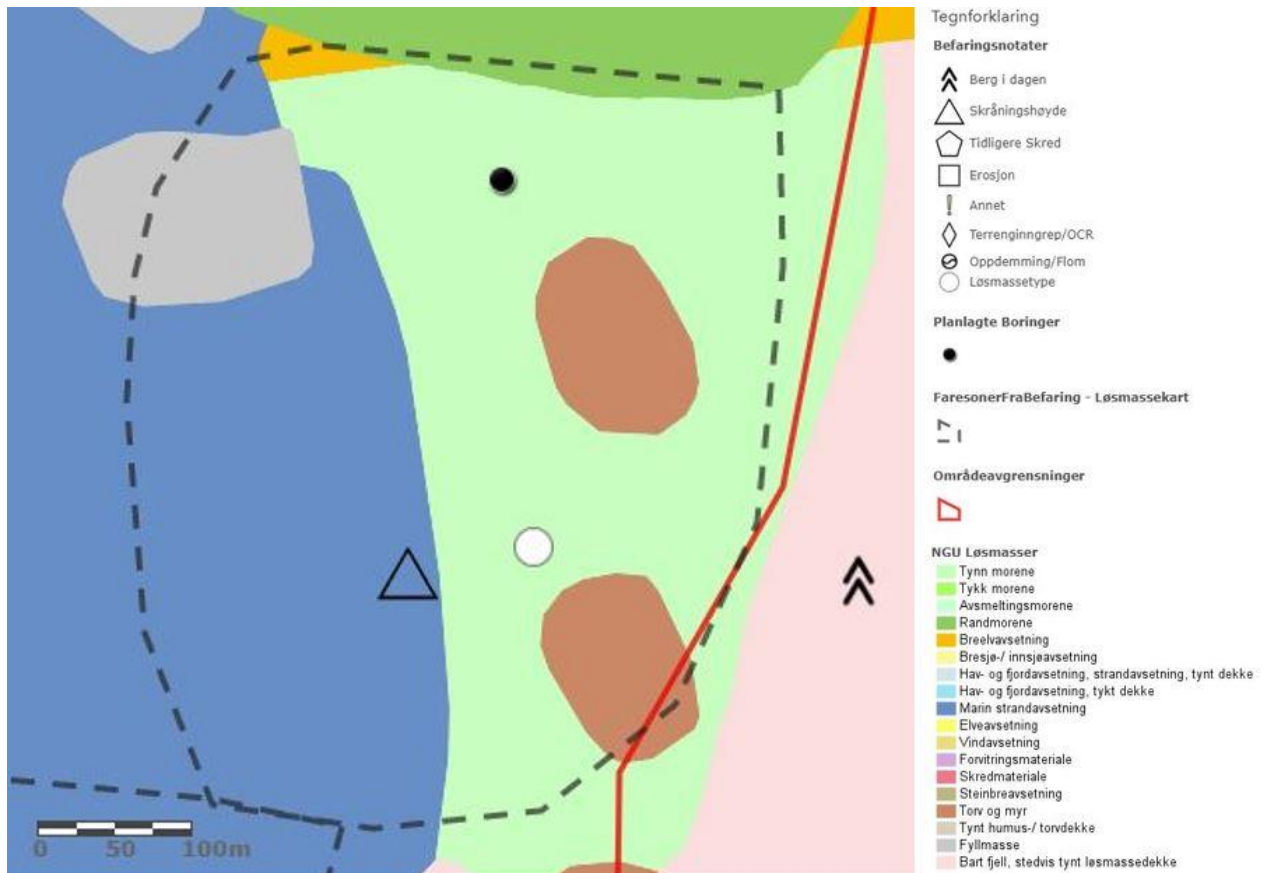 Tegnforklaring
Befaringsnotater
Berg i dagen
Skråningshøyde
Tidligere Skred
Erosjon
Annet
Terrenginngrep/OCR
Oppdemming/Flom
Løsmassetype
Planlagte Boringer
FaresonerFraBefaring - Løsmassekart
Områdeavgrensninger
NGU Løsmasser
Tynn morene
Tykk morene
Avsmeltingsmorene
Randmorene
Breelvavsetning
Bresjø-/ innsjøavsetning
Hav- og fjordavsetning, strandavsetning, tynt dekke
Hav- og fjordavsetning, tykt dekke
Marin strandavsetning
Elveavsetning
Vindavsetning
Forvitringsmateriale
Skredmateriale
Steinbreavsetning
Torv og myr
Tynt humus-/ torvdekke
Fyllmasse
Bart fjell, stedvis tynt løsmassedekke
0 50 100m